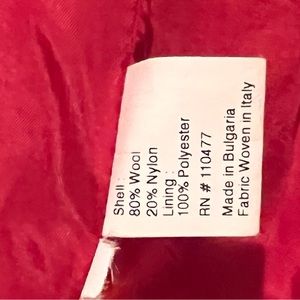 Shell :
80% Wool
20% Nylon
Lining :
100% Polyester
RN # 110477
Made in Bulgaria
Fabric Woven in Italy